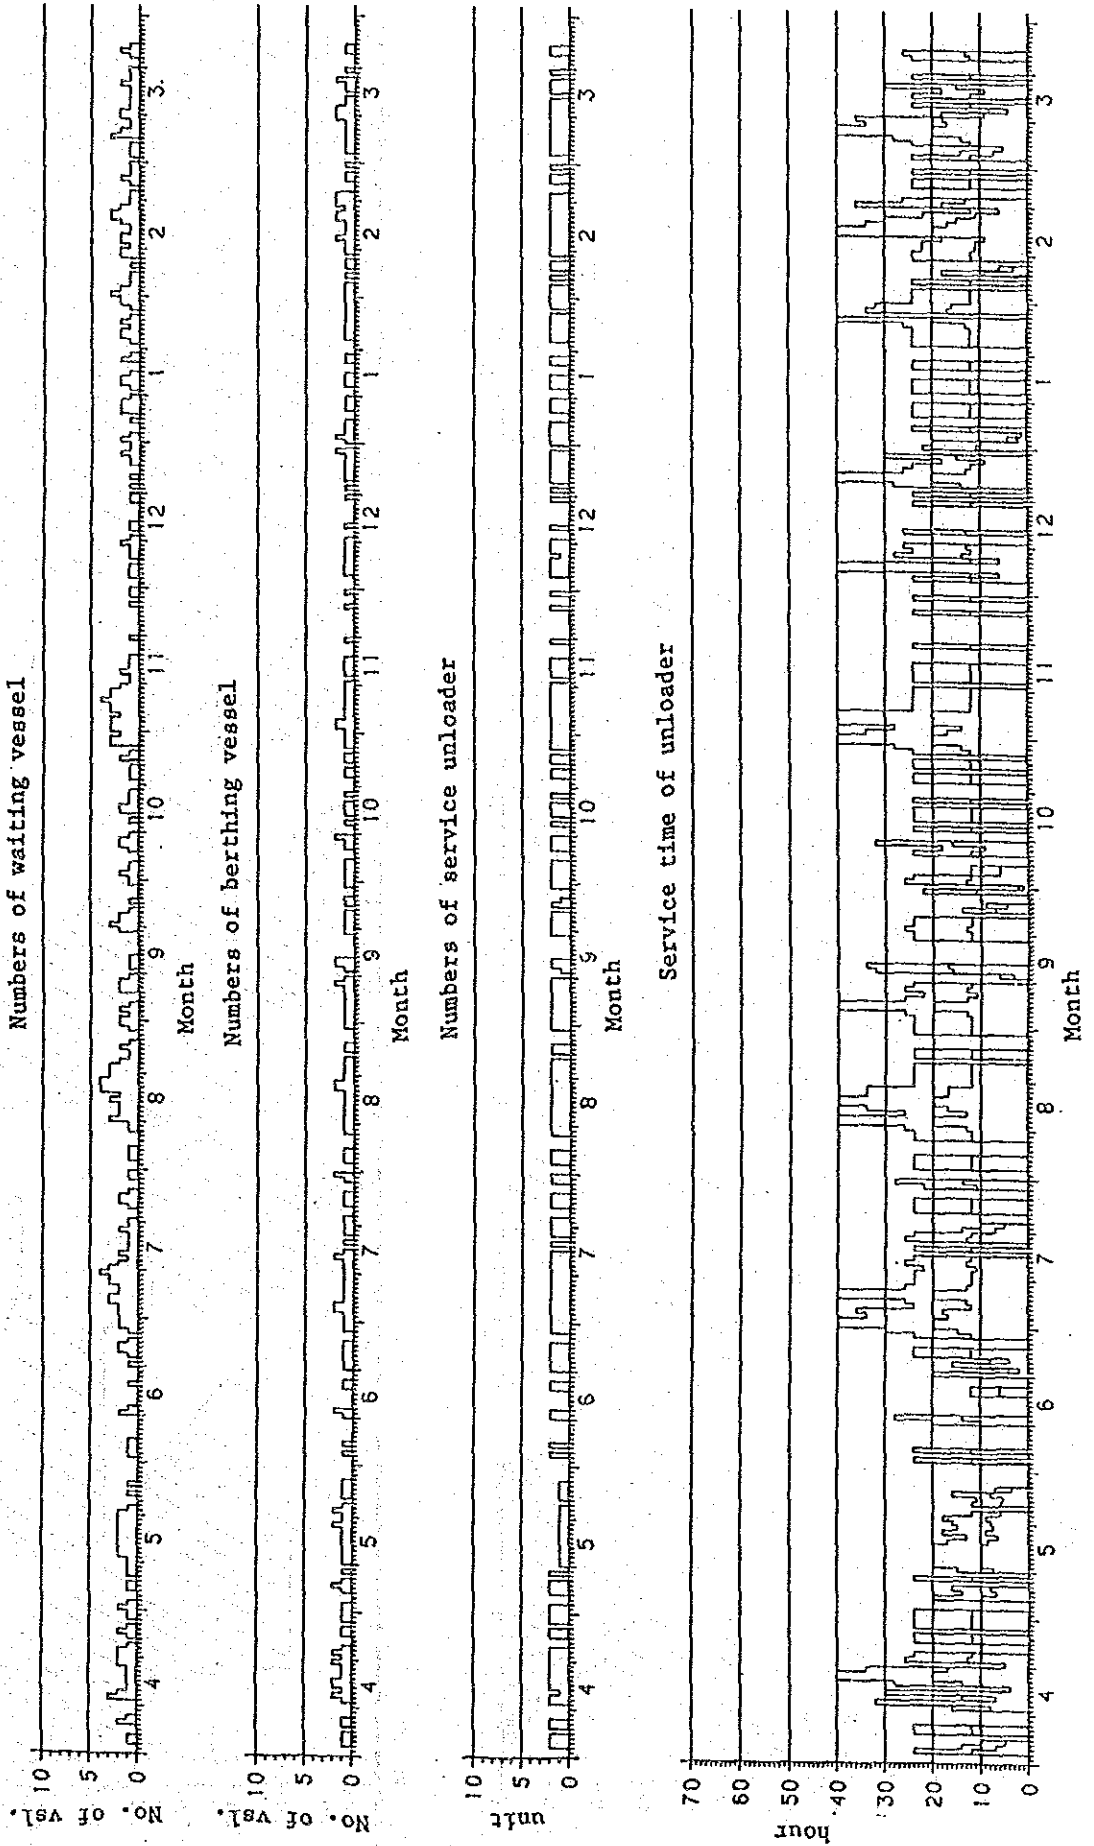 Numbers of waiting vessel
No. of vsl.
10
5
0
4 5 6 7 8 9 10 11 12 1 2 3.
Month
Numbers of berthing vessel
No. of vsl.
10
5
0
4 5 6 7 8 9 10 11 12 1 2 3
Month
Numbers of service unloader
unit
10
5
0
4 5 6 7 8 9 10 11 12 1 2 3
Month
Service time of unloader
hour
70
60
50
40
30
20
10
0
4 5 6 7 8 9 10 11 12 1 2 3
Month